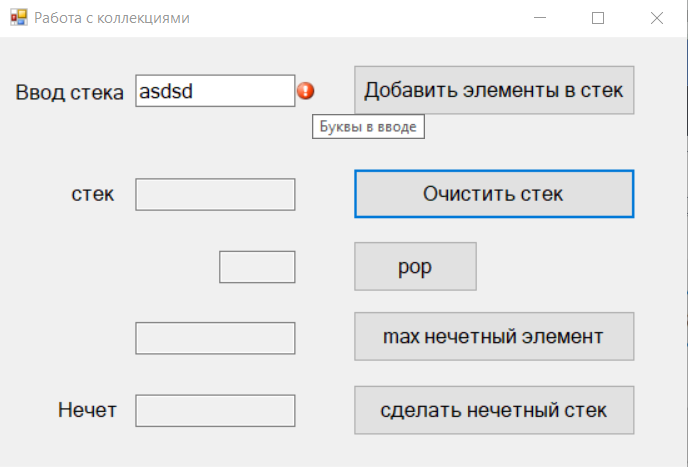 Работа с коллекциями
Ввод стека
asdsd
Добавить элементы в стек
Буквы в вводе
стек
Очистить стек
pop
max нечетный элемент
Нечет
сделать нечетный стек